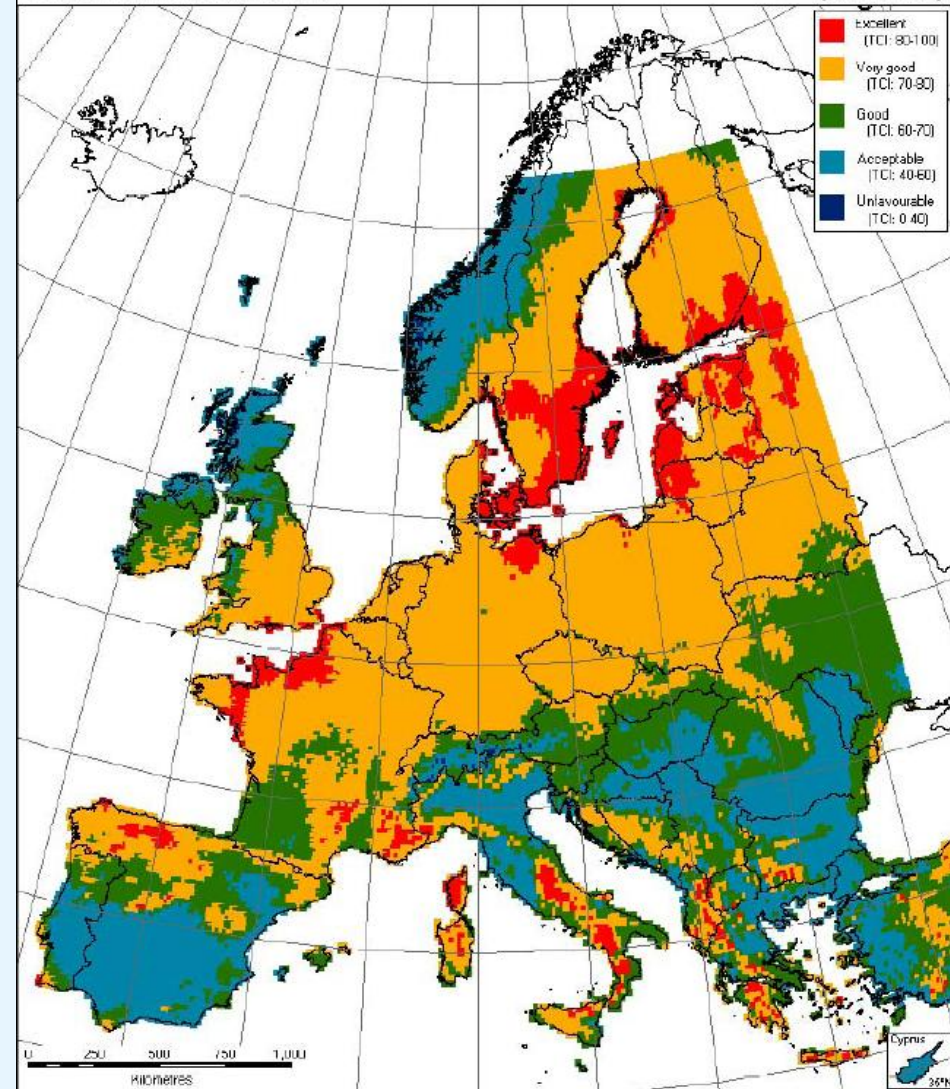 Excellent
(TCI: 80-100)
Very good
(TCI: 70-80)
Good
(TCI: 60-70)
Acceptable
(TCI: 40-60)
Unfavourable
(TCI: 0-40)
0 250 500 750 1,000
Kilometres
Cyprus